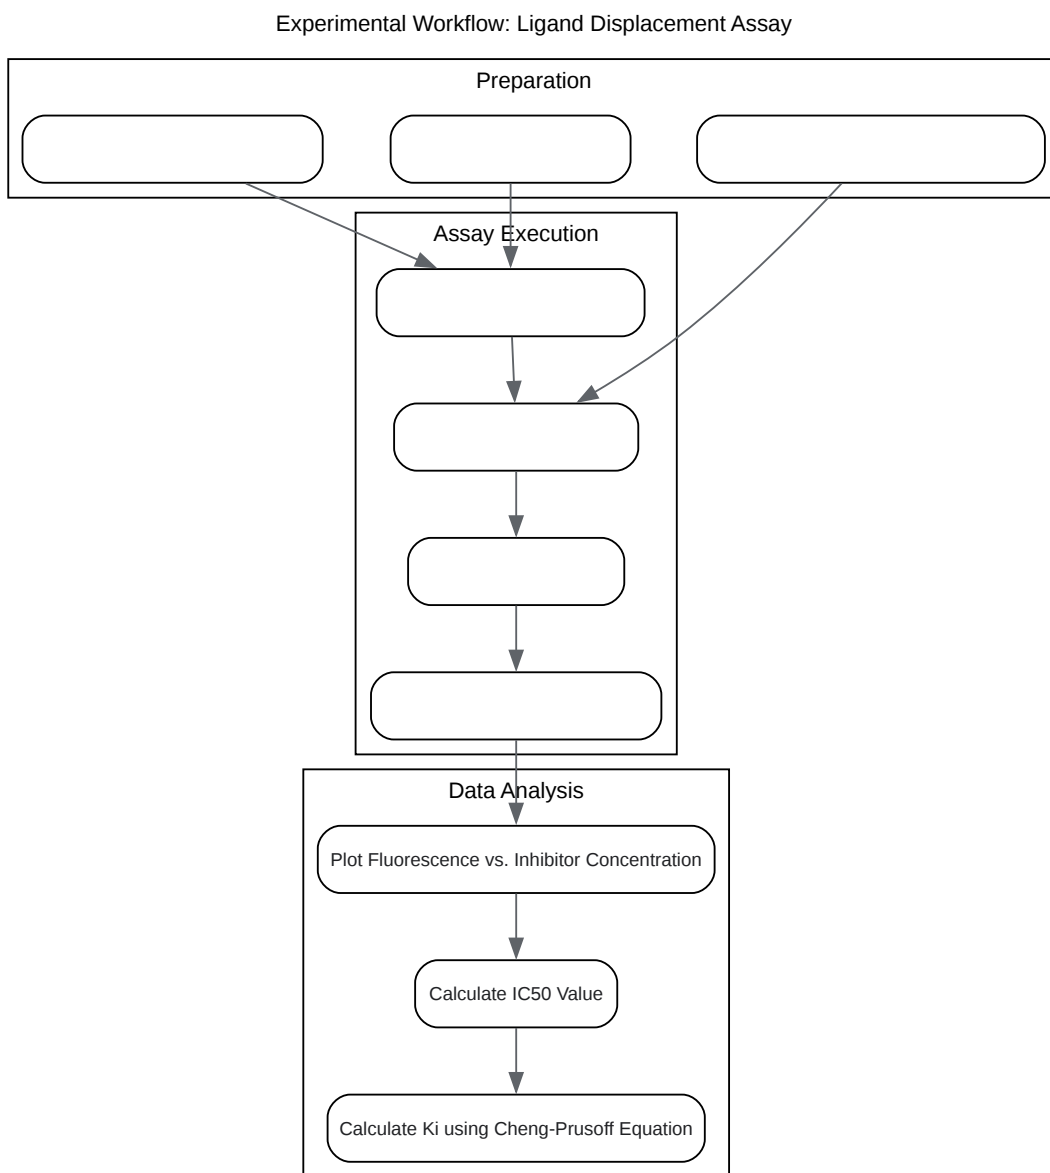 Experimental Workflow: Ligand Displacement Assay
Preparation
Assay Execution
Data Analysis
Plot Fluorescence vs. Inhibitor Concentration
Calculate IC50 Value
Calculate Ki using Cheng-Prusoff Equation